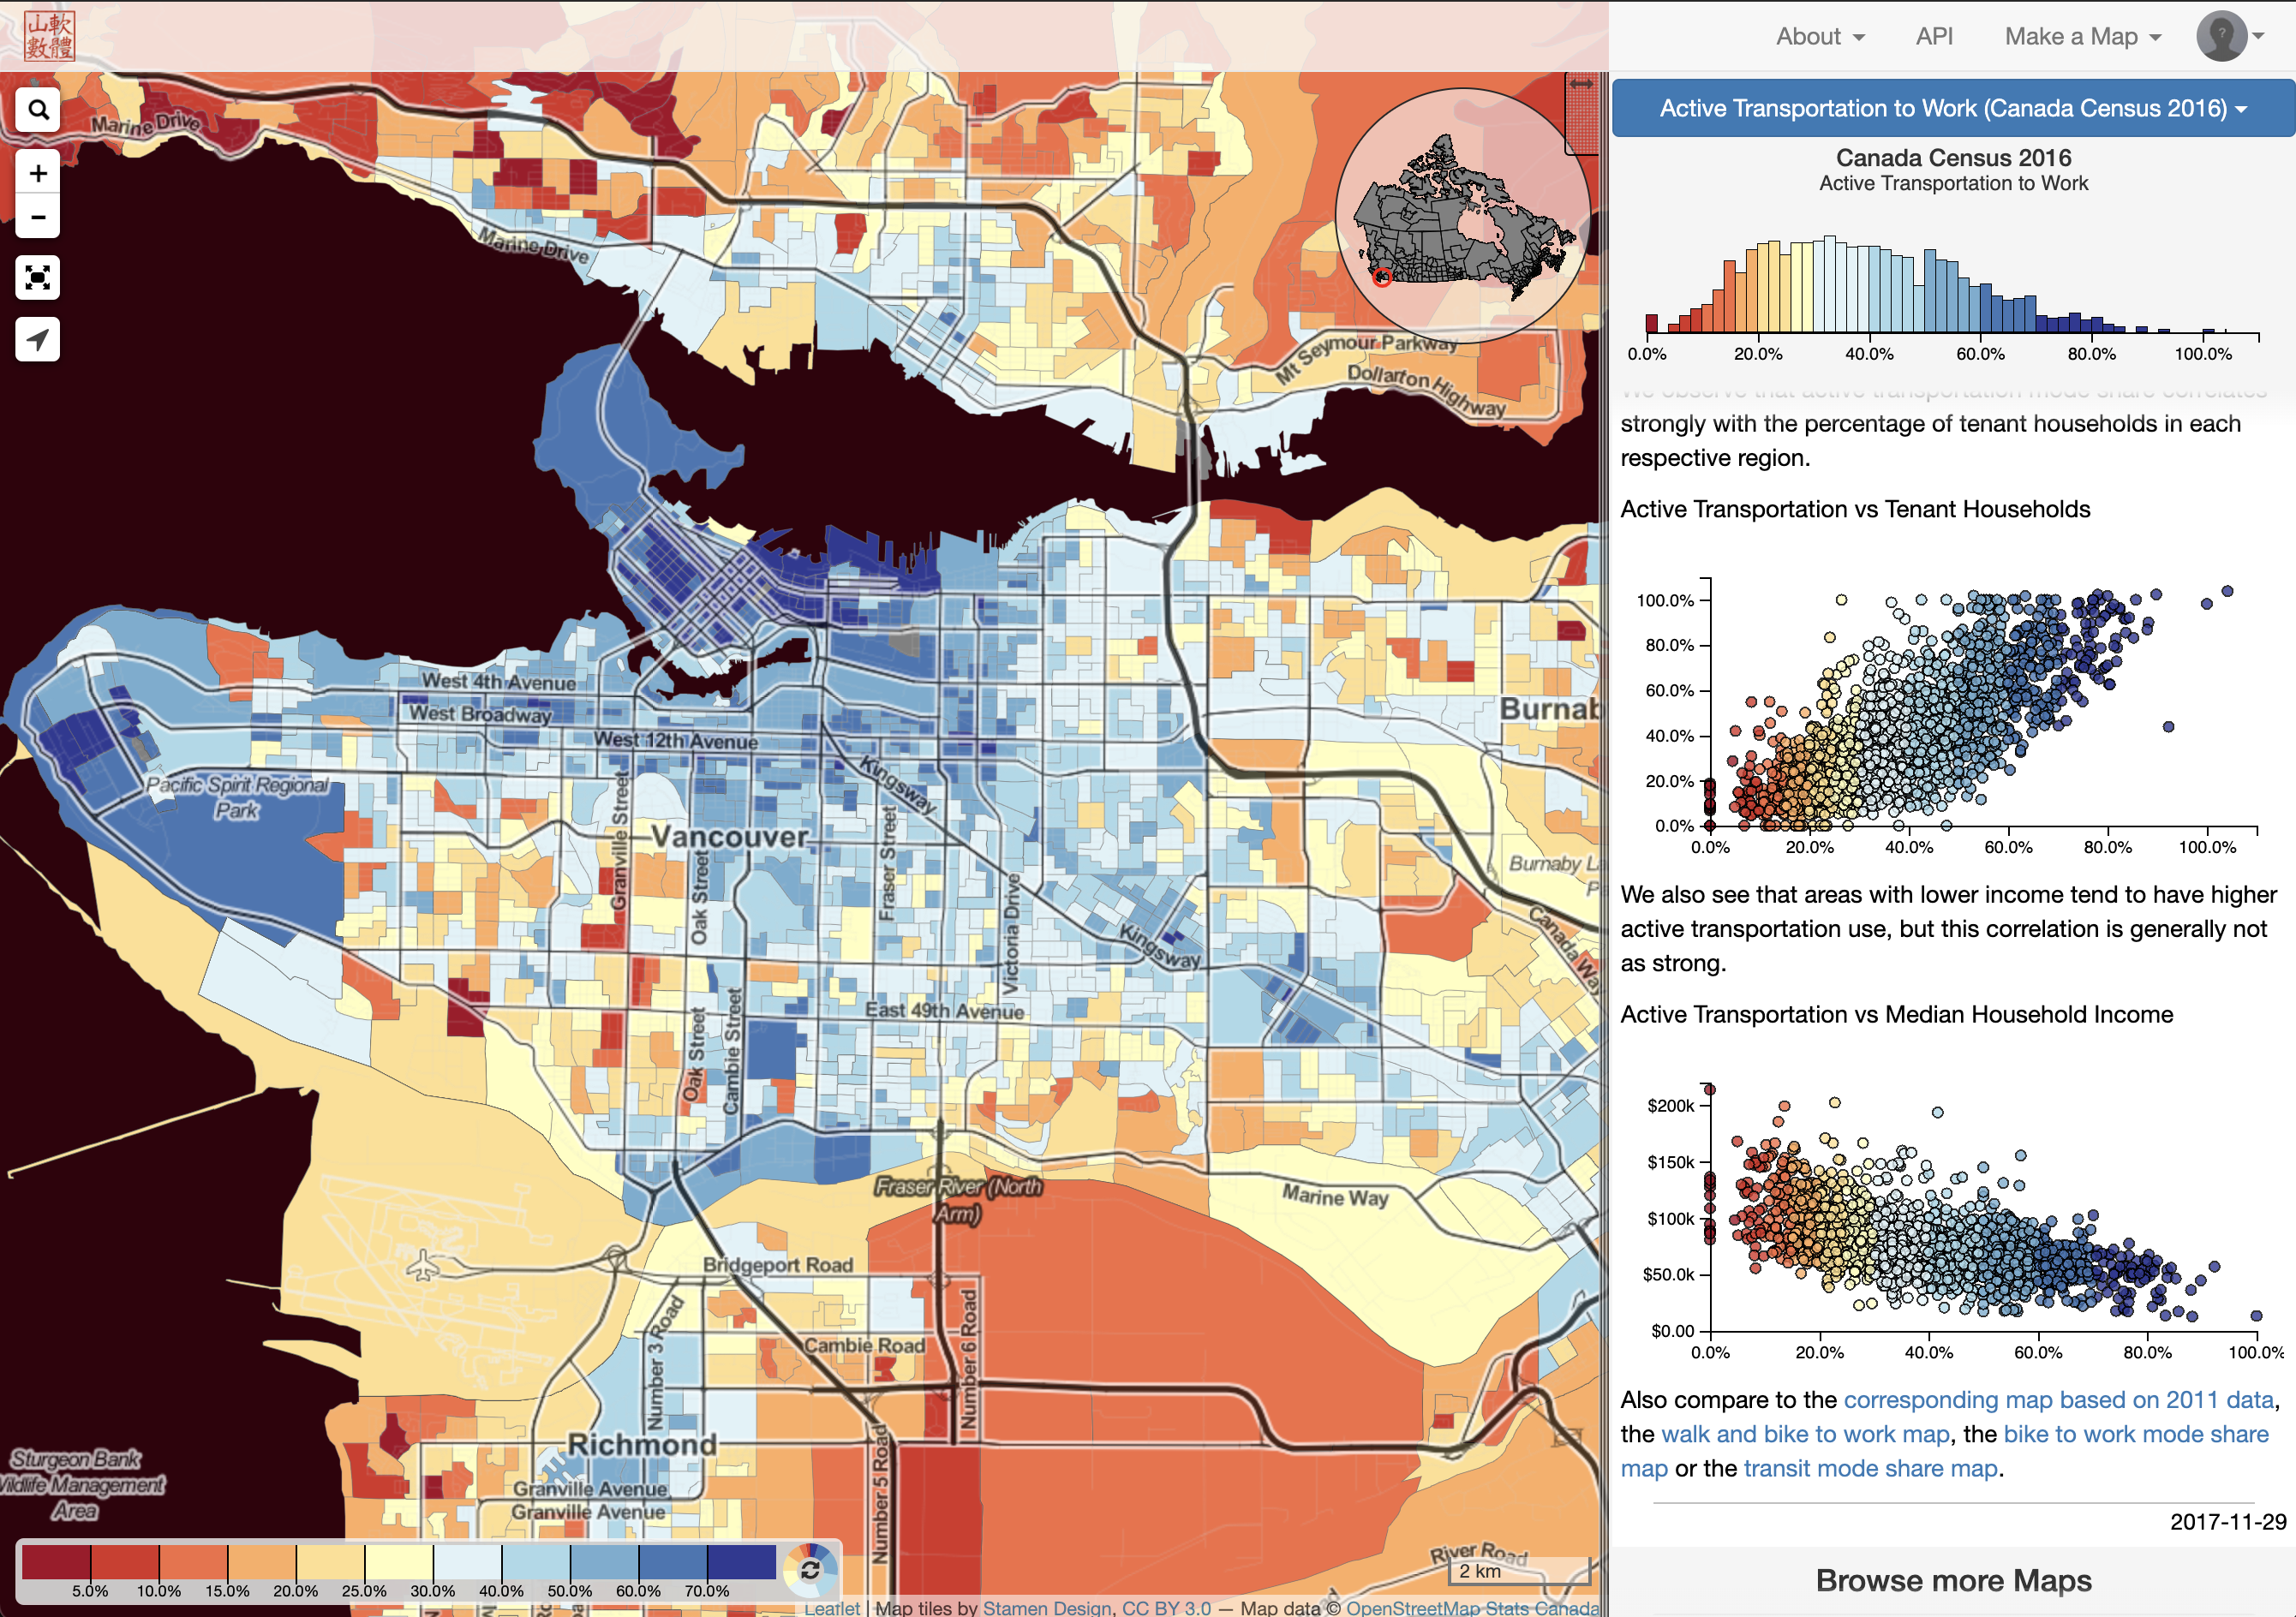 山軟
數體
About
API
Make a Map
?
Active Transportation to Work (Canada Census 2016)
Canada Census 2016
Active Transportation to Work
0.0%
20.0%
40.0%
60.0%
80.0%
100.0%
We observe that active transportation mode share correlates
strongly with the percentage of tenant households in each
respective region.
Active Transportation vs Tenant Households
100.0%
80.0%
60.0%
40.0%
20.0%
0.0%
0.0%
20.0%
40.0%
60.0%
80.0%
100.0%
We also see that areas with lower income tend to have higher
active transportation use, but this correlation is generally not
as strong.
Active Transportation vs Median Household Income
$200k
$150k
$100k
$50.0k
$0.00
0.0%
20.0%
40.0%
60.0%
80.0%
100.0%
Also compare to the corresponding map based on 2011 data,
the walk and bike to work map, the bike to work mode share
map or the transit mode share map.
2017-11-29
Browse more Maps
+
−
Marine Drive
Marine Drive
Mt Seymour Parkway
Dollarton Highway
West 4th Avenue
West Broadway
West 12th Avenue
Burnab
Pacific Spirit Regional
Park
Kingsway
Vancouver
Granville Street
Oak Street
Fraser Street
Victoria Drive
Burnaby La
P
Canada Way
Kingsway
East 49th Avenue
Oak Street
Cambie Street
Fraser River (North
Arm)
Marine Way
Bridgeport Road
Number 3 Road
Cambie Road
Number 6 Road
Richmond
Number 5 Road
Sturgeon Bank
Wildlife Management
Area
Granville Avenue
Granville Avenue
River Road
5.0%
10.0%
15.0%
20.0%
25.0%
30.0%
40.0%
50.0%
60.0%
70.0%
2 km
Leaflet | Map tiles by Stamen Design, CC BY 3.0 — Map data © OpenStreetMap Stats Canada